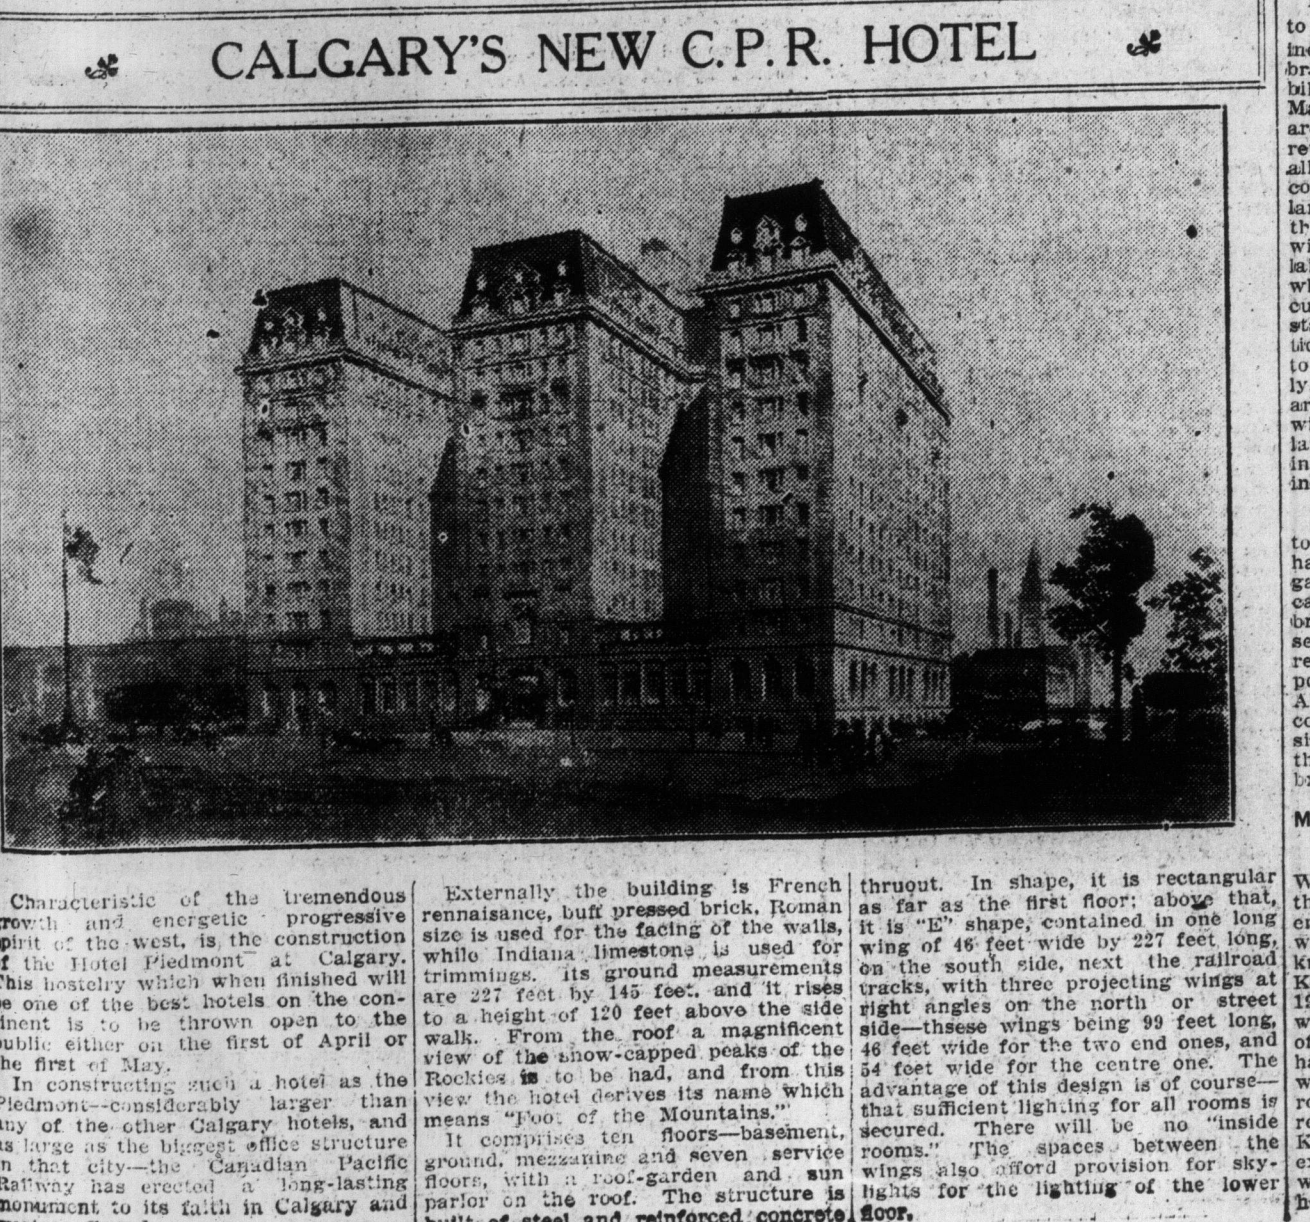 CALGARY'S NEW C.P.R. HOTEL
Characteristic of the tremendous
rowth and energetic progressive
pirit of the west, is the construction
f the Hotel Piedmont at Calgary.
This hostelry which when finished will
be one of the best hotels on the con-
tinent is to be thrown open to the
public either on the first of April or
the first of May.
In constructing such a hotel as the
Piedmont--considerably larger than
any of the other Calgary hotels, and
as large as the biggest office structure
in that city—the Canadian Pacific
Railway has erected a long-lasting
monument to its faith in Calgary and
Externally the building is French
rennaisance, buff pressed brick, Roman
size is used for the facing of the walls,
while Indiana limestone is used for
trimmings. its ground measurements
are 227 feet by 145 feet, and it rises
to a height of 120 feet above the side
walk. From the roof a magnificent
view of the snow-capped peaks of the
Rockies is to be had, and from this
view the hotel derives its name which
means "Foot of the Mountains."
It comprises ten floors—basement,
ground, mezzanine and seven service
floors, with a roof-garden and sun
parlor on the roof. The structure is
built of steel and reinforced concrete
thruout. In shape, it is rectangular
as far as the first floor; above that,
it is "E" shape, contained in one long
wing of 46 feet wide by 227 feet long,
on the south side, next the railroad
tracks, with three projecting wings at
right angles on the north or street
side—thsese wings being 99 feet long,
46 feet wide for the two end ones, and
54 feet wide for the centre one. The
advantage of this design is of course—
that sufficient lighting for all rooms is
secured. There will be no "inside
rooms." The spaces between the
wings also afford provision for sky-
lights for the lighting of the lower
floor.